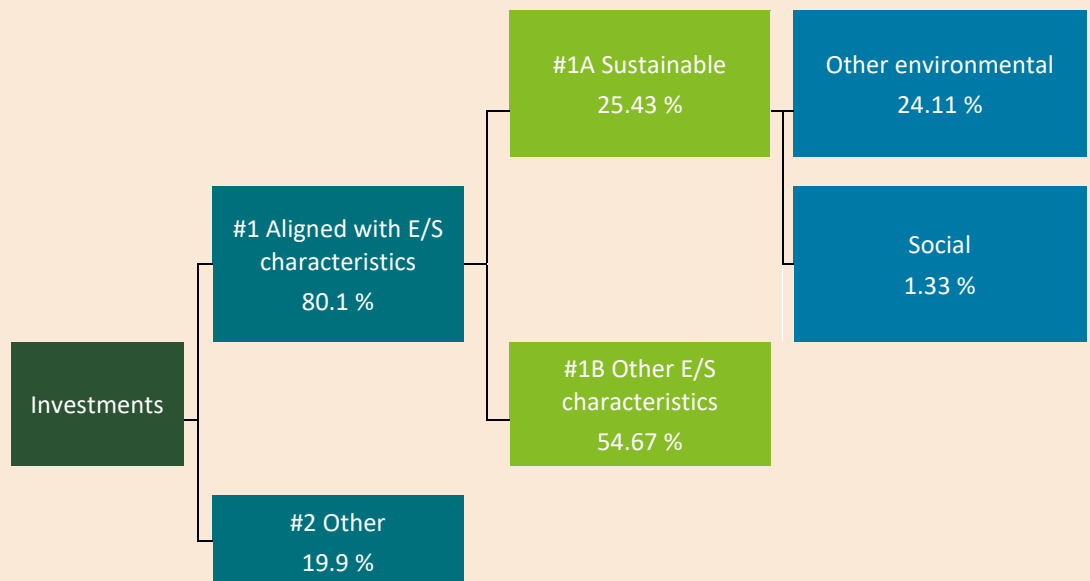 Investments
#1 Aligned with E/S
characteristics
80.1 %
#2 Other
19.9 %
#1A Sustainable
25.43 %
#1B Other E/S
characteristics
54.67 %
Other environmental
24.11 %
Social
1.33 %